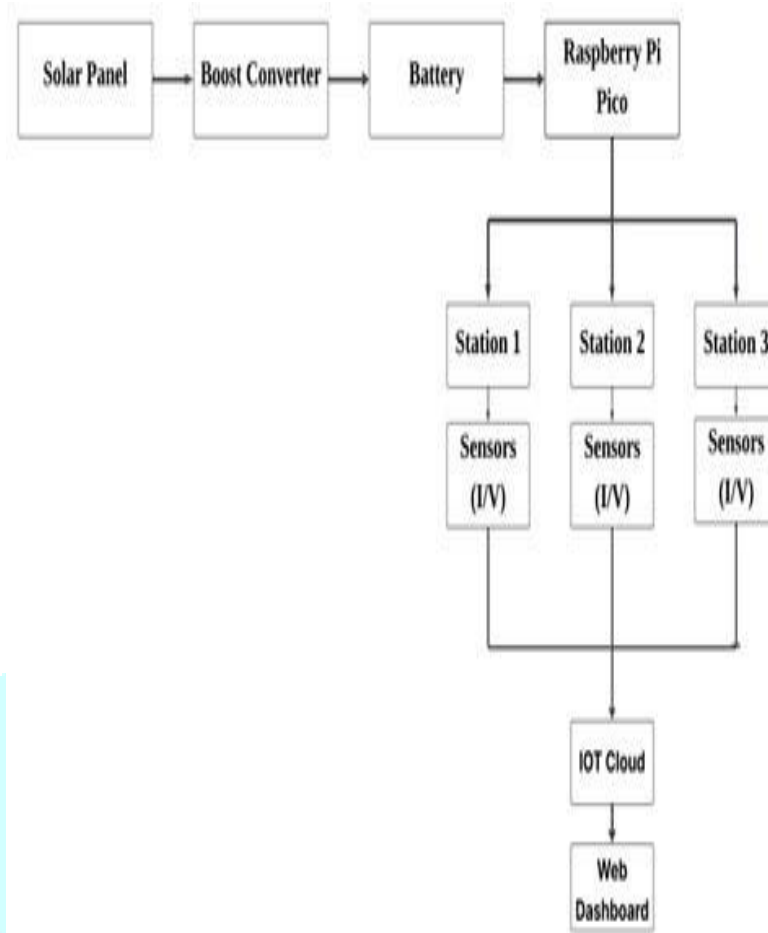 Solar Panel
Boost Converter
Battery
Raspberry Pi
Pico
Station 1
Station 2
Station 3
Sensors
(I/V)
Sensors
(I/V)
Sensors
(I/V)
IOT Cloud
Web
Dashboard